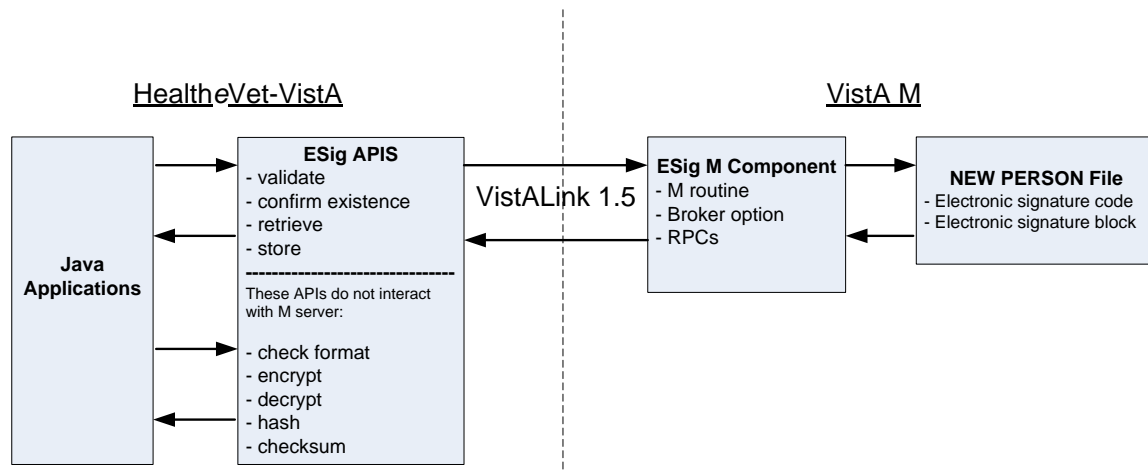 HealtheVet-VistA
VistA M
Java
Applications
ESig APIS
- validate
- confirm existence
- retrieve
- store
--------------------------------
These APIs do not interact
with M server:
- check format
- encrypt
- decrypt
- hash
- checksum
VistALink 1.5
ESig M Component
- M routine
- Broker option
- RPCs
NEW PERSON File
- Electronic signature code
- Electronic signature block